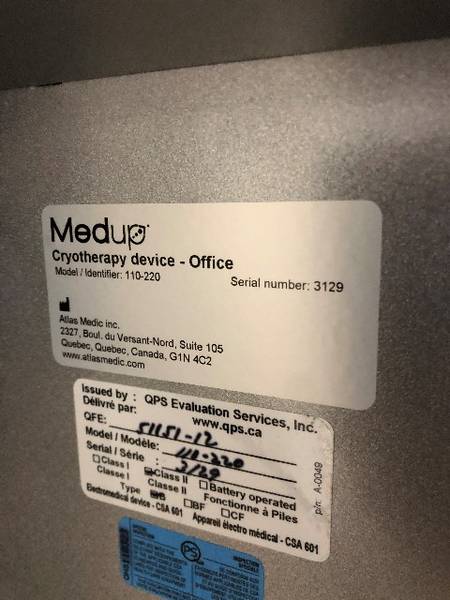 Medup
Cryotherapy device - Office
Model / Identifier: 110-220
Serial number: 3129
Atlas Medic inc.
2327, Boul. du Versant-Nord, Suite 105
Quebec, Quebec, Canada, G1N 4C2
www.atlasmedic.com
Issued by : QPS Evaluation Services, Inc.
Délivré par: www.qps.ca
QFE: 51151-12
Model / Modèle: 110-220
Serial / Série : 3129
Class I Class II Battery operated
Classe I Classe II Fonctionne à Piles
Type B BF CF
Electromedical device - CSA 601 Appareil électro médical - CSA 601
p/n: A-0049